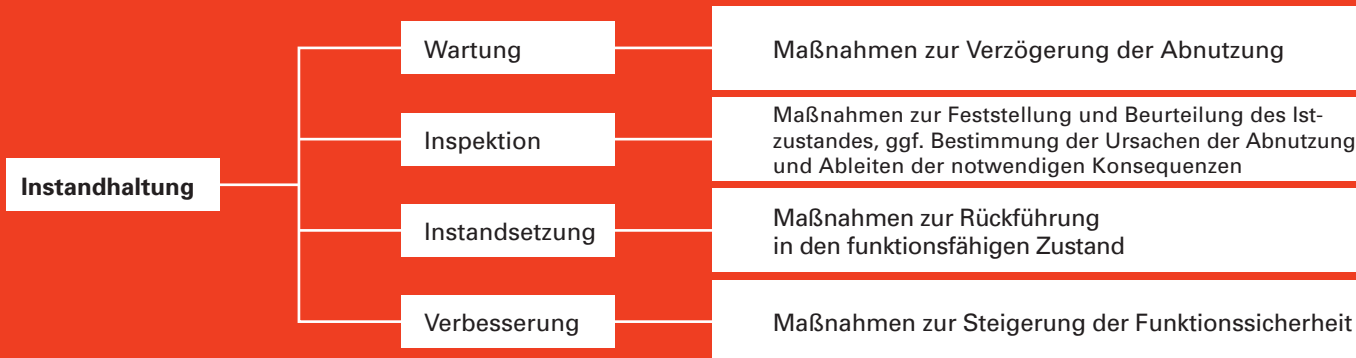 Wartung
Maßnahmen zur Verzögerung der Abnutzung
Inspektion
Maßnahmen zur Feststellung und Beurteilung des Ist-
zustandes, ggf. Bestimmung der Ursachen der Abnutzung
und Ableiten der notwendigen Konsequenzen
Instandhaltung
Instandsetzung
Maßnahmen zur Rückführung
in den funktionsfähigen Zustand
Verbesserung
Maßnahmen zur Steigerung der Funktionssicherheit